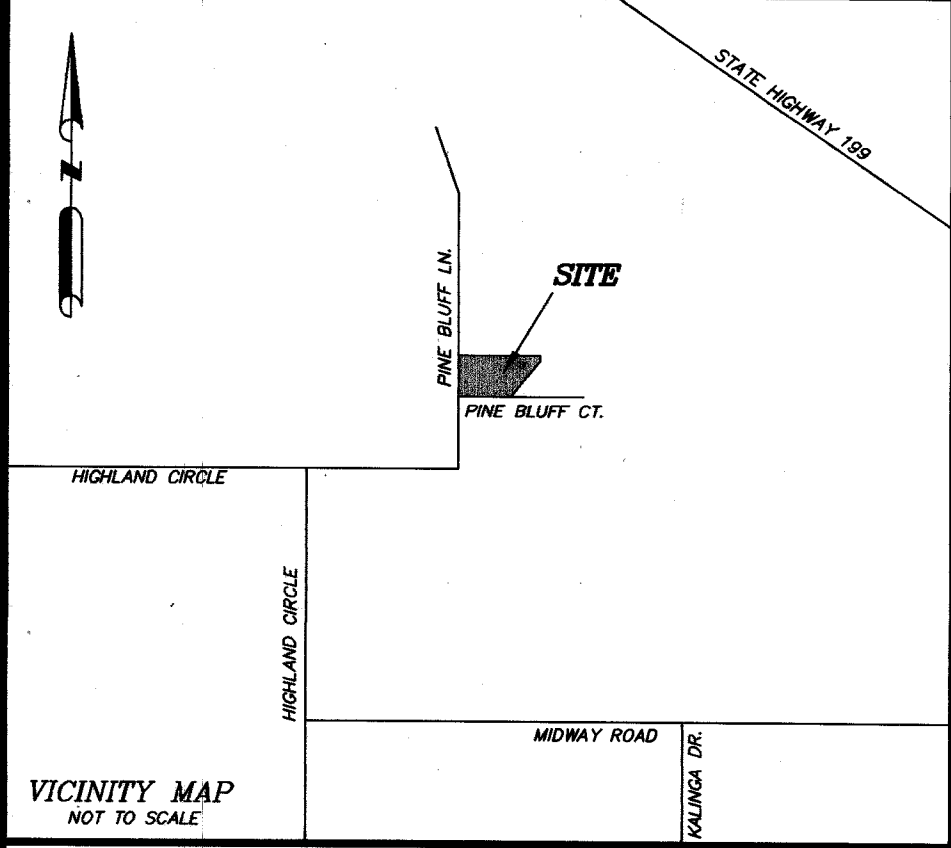 STATE HIGHWAY 199
N
PINE BLUFF LN.
SITE
PINE BLUFF CT.
HIGHLAND CIRCLE
HIGHLAND CIRCLE
MIDWAY ROAD
KALINGA DR.
VICINITY MAP
NOT TO SCALE